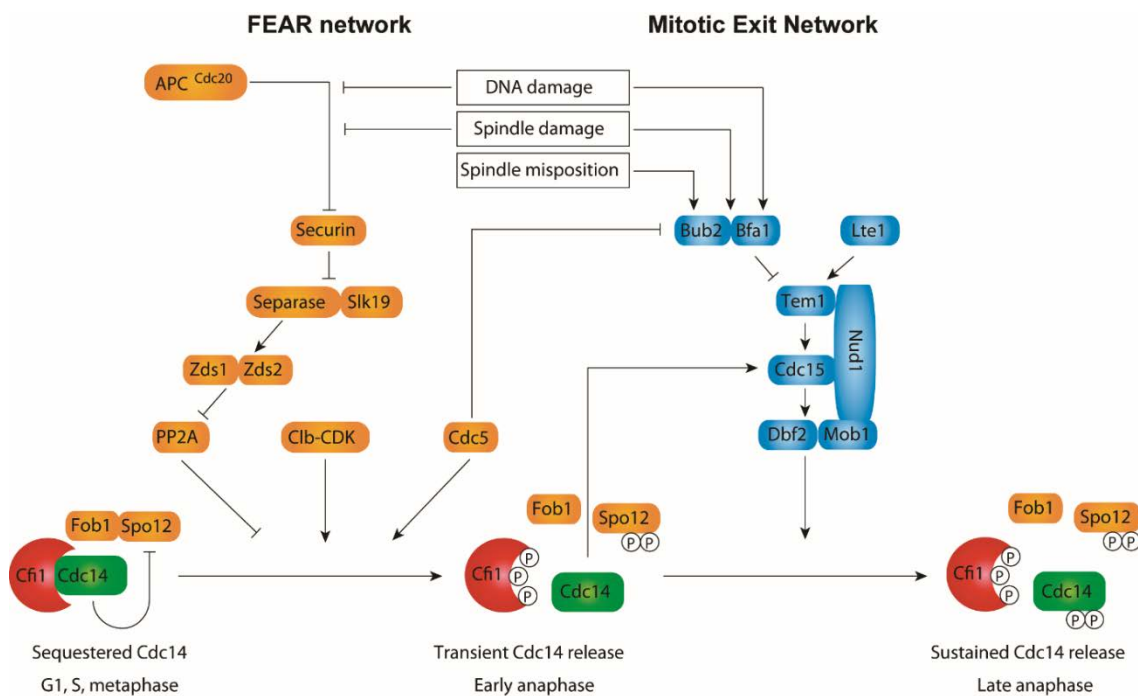 FEAR network
Mitotic Exit Network
APC Cdc20
DNA damage
Spindle damage
Spindle misposition
Securin
Bub2
Bfa1
Lte1
Separase
Slk19
Tem1
Nud1
Zds1
Zds2
Cdc15
PP2A
Clb-CDK
Cdc5
Dbf2
Mob1
Fob1
Spo12
P P
Cfi1
Cdc14
Fob1
Spo12
P P
Cfi1
P
P
P
Cdc14
Fob1
Spo12
P P
Cfi1
P
P
P
Cdc14
P P
Sequestered Cdc14
Transient Cdc14 release
Sustained Cdc14 release
G1, S, metaphase
Early anaphase
Late anaphase